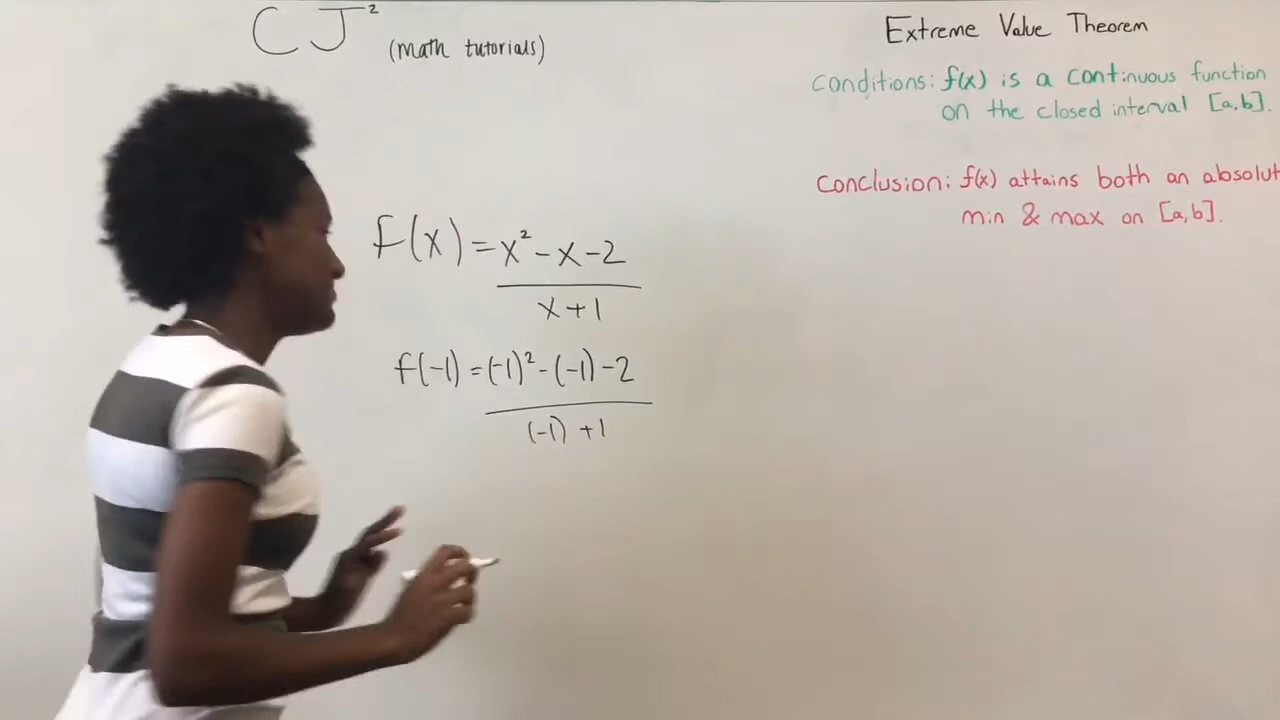 CJ²
(math tutorials)
f(x) = x² - x - 2
x + 1
f(-1) = (-1)² - (-1) - 2
(-1) + 1
Extreme Value Theorem
conditions: f(x) is a continuous function
on the closed interval [a,b].
Conclusion: f(x) attains both an absolut
min & max on [a,b].